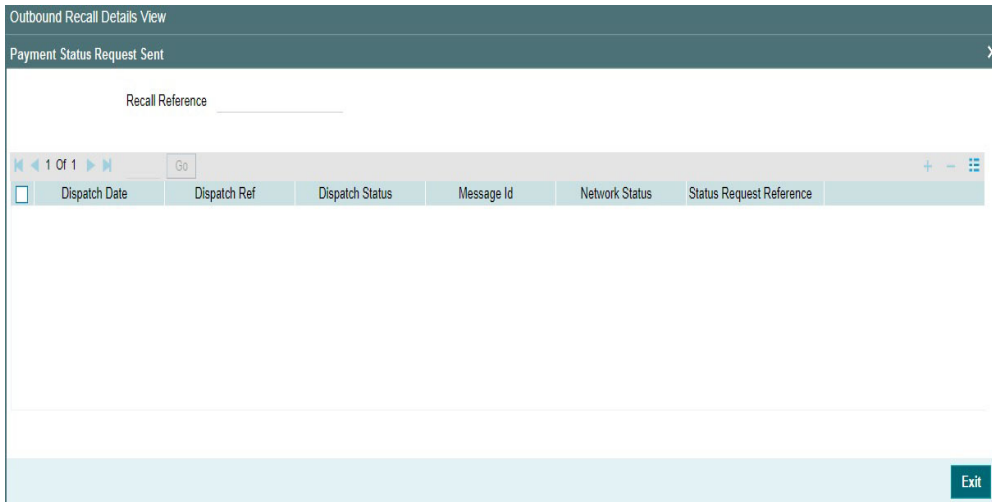 Outbound Recall Details View
Payment Status Request Sent
Recall Reference
1 Of 1 Go
Dispatch Date Dispatch Ref Dispatch Status Message Id Network Status Status Request Reference
Exit